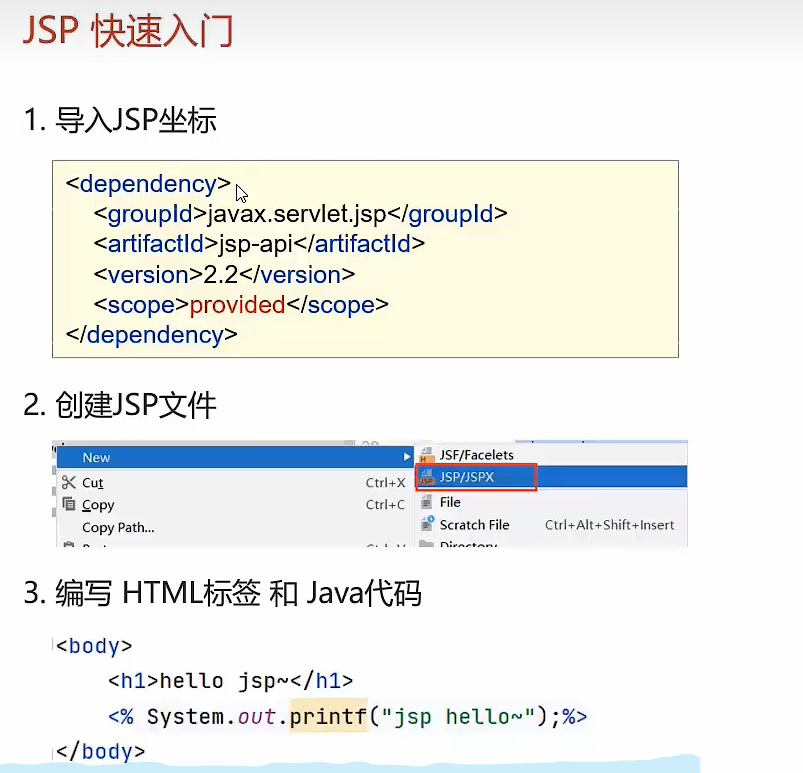 JSP 快速入门
1. 导入JSP坐标
<dependency>
<groupId>javax.servlet.jsp</groupId>
<artifactId>jsp-api</artifactId>
<version>2.2</version>
<scope>provided</scope>
</dependency>
2. 创建JSP文件
New
JSF/Facelets
JSP/JSPX
Cut Ctrl+X
Copy Ctrl+C
File
Copy Path...
Scratch File Ctrl+Alt+Shift+Insert
Directory
3. 编写 HTML标签 和 Java代码
<body>
<h1>hello jsp~</h1>
<% System.out.printf("jsp hello~");%>
</body>